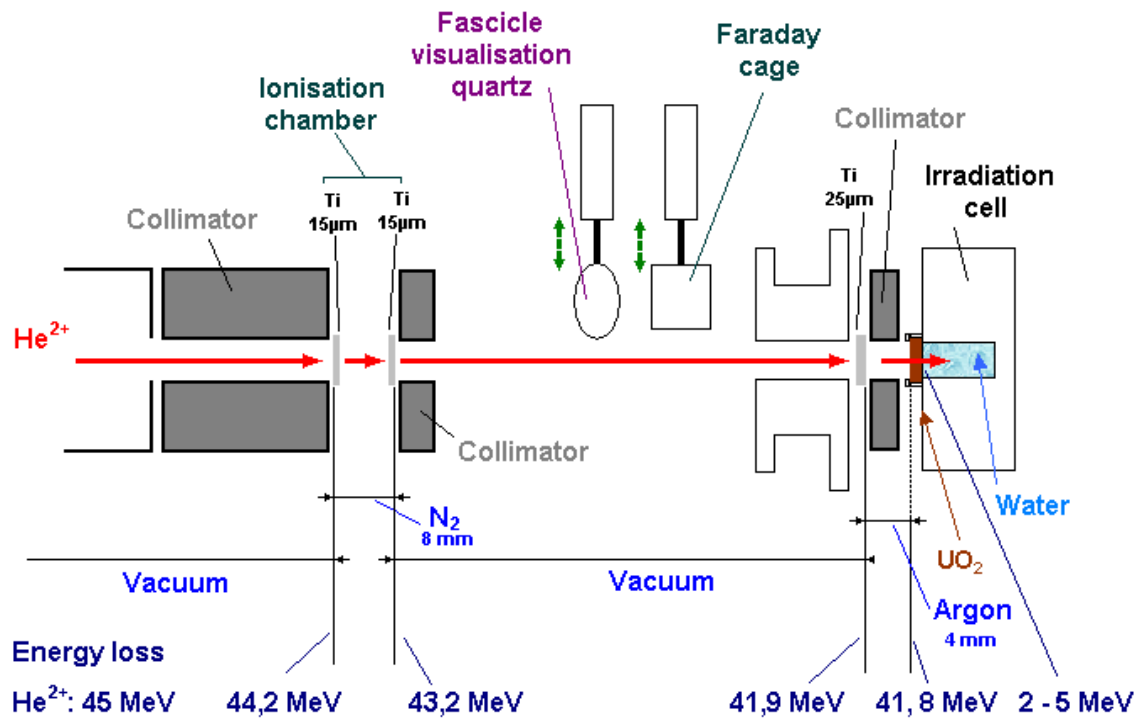 Fascicle
visualisation
quartz
Faraday
cage
Ionisation
chamber
Collimator
Ti
15µm
Ti
15µm
Ti
25µm
Irradiation
cell
Collimator
He²⁺
Collimator
N₂
8 mm
Water
UO₂
Vacuum
Vacuum
Argon
4 mm
Energy loss
He²⁺: 45 MeV 44,2 MeV 43,2 MeV 41,9 MeV 41, 8 MeV 2 - 5 MeV